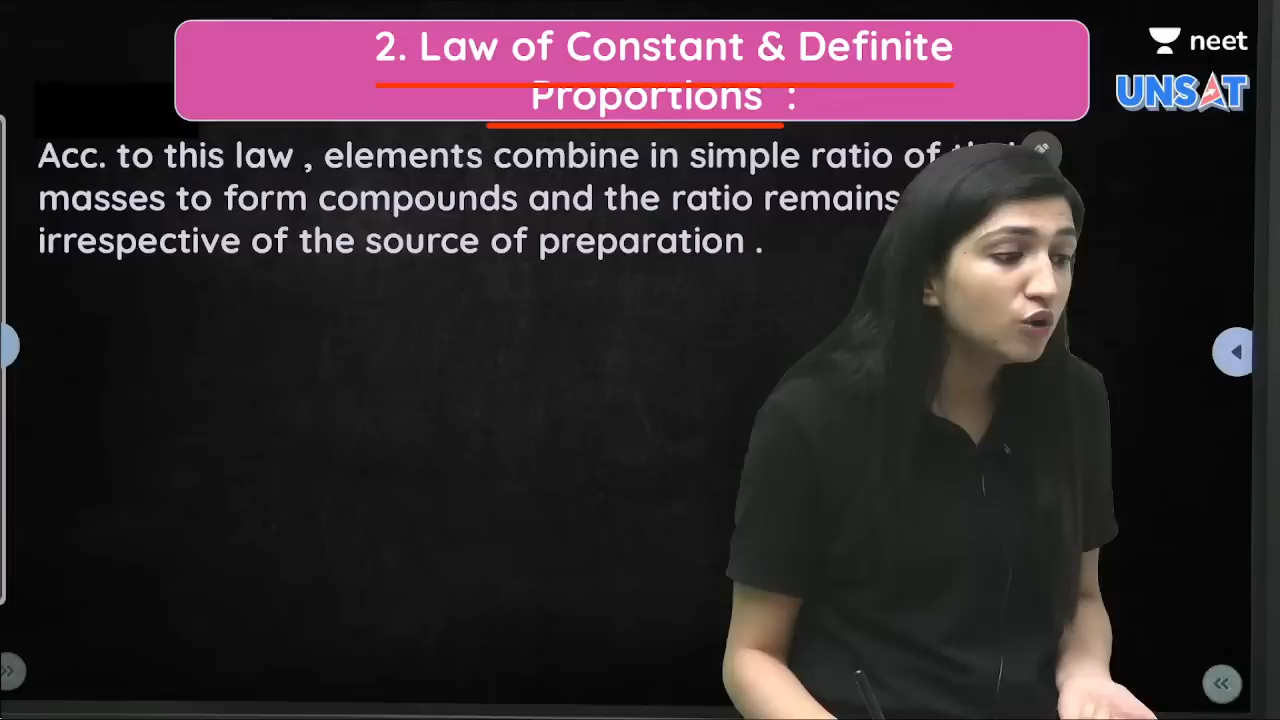 2. Law of Constant & Definite
Proportions :
neet
UNSAT
Acc. to this law , elements combine in simple ratio of
masses to form compounds and the ratio remains
irrespective of the source of preparation .